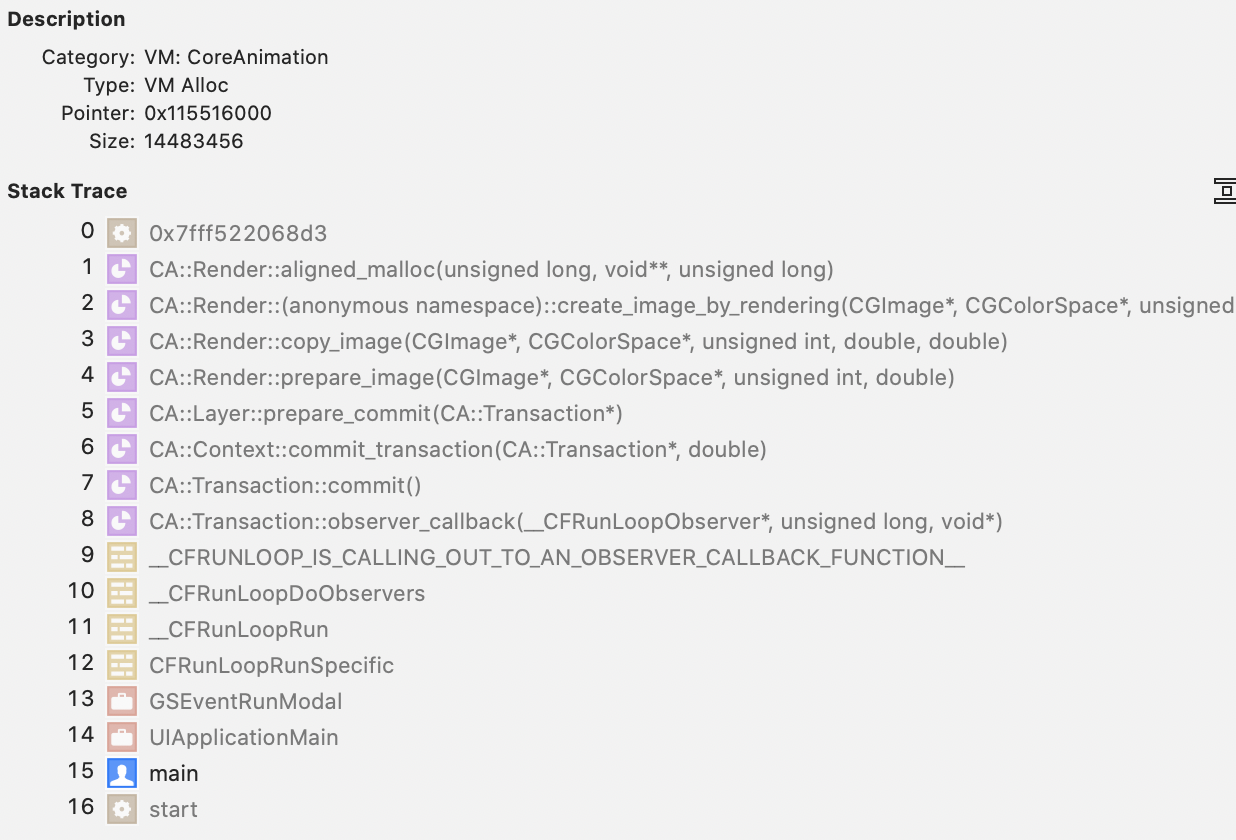 Description
Category: VM: CoreAnimation
Type: VM Alloc
Pointer: 0x115516000
Size: 14483456
Stack Trace
0 0x7fff522068d3
1 CA::Render::aligned_malloc(unsigned long, void**, unsigned long)
2 CA::Render::(anonymous namespace)::create_image_by_rendering(CGImage*, CGColorSpace*, unsigned
3 CA::Render::copy_image(CGImage*, CGColorSpace*, unsigned int, double, double)
4 CA::Render::prepare_image(CGImage*, CGColorSpace*, unsigned int, double)
5 CA::Layer::prepare_commit(CA::Transaction*)
6 CA::Context::commit_transaction(CA::Transaction*, double)
7 CA::Transaction::commit()
8 CA::Transaction::observer_callback(__CFRunLoopObserver*, unsigned long, void*)
9 __CFRUNLOOP_IS_CALLING_OUT_TO_AN_OBSERVER_CALLBACK_FUNCTION__
10 __CFRunLoopDoObservers
11 __CFRunLoopRun
12 CFRunLoopRunSpecific
13 GSEventRunModal
14 UIApplicationMain
15 main
16 start